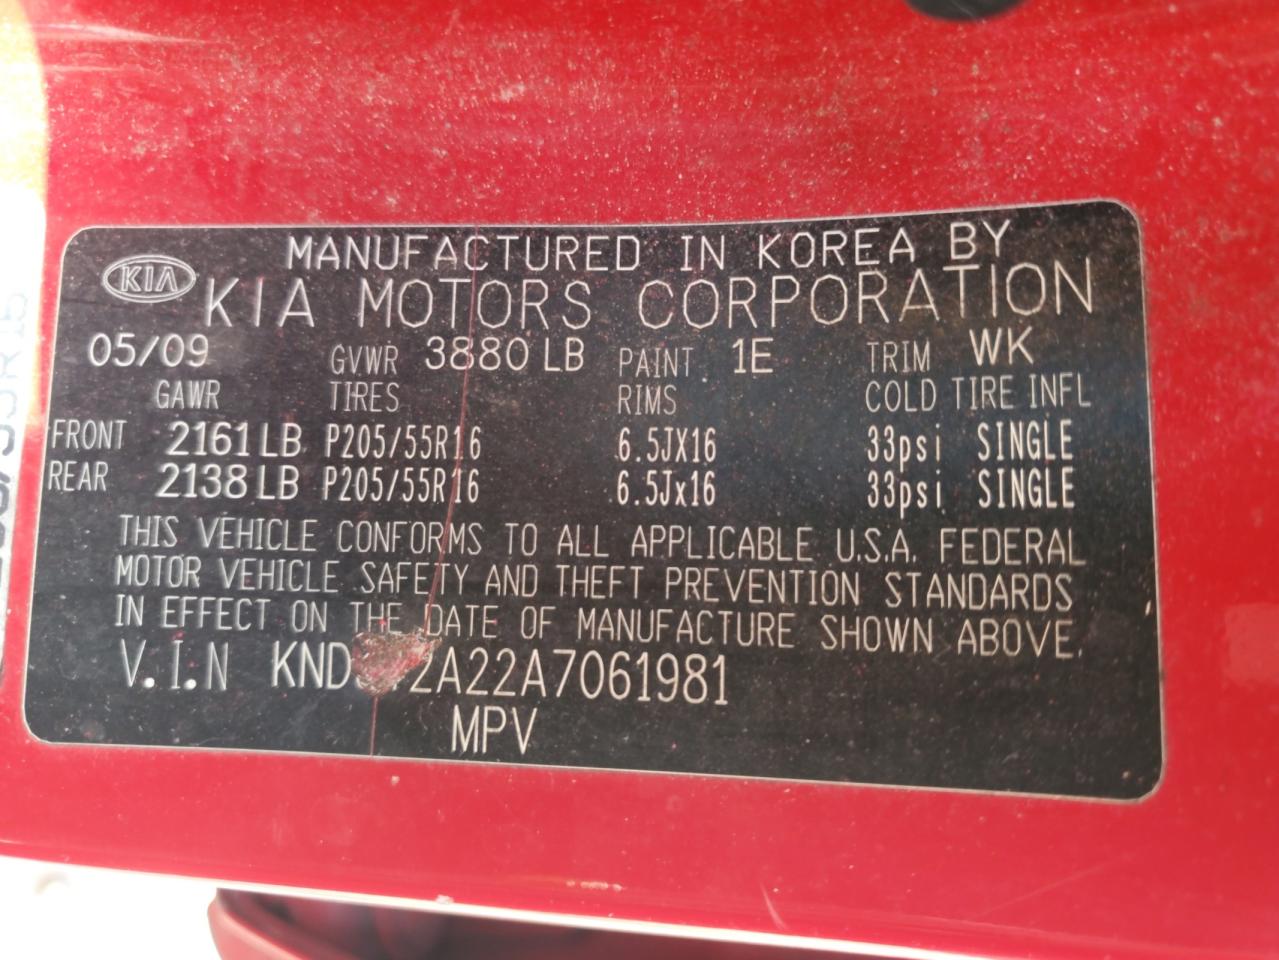 MANUFACTURED IN KOREA BY
KIA KIA MOTORS CORPORATION
05/09 GVWR 3880 LB PAINT 1E TRIM WK
GAWR TIRES RIMS COLD TIRE INFL
FRONT 2161 LB P205/55R16 6.5JX16 33psi SINGLE
REAR 2138 LB P205/55R16 6.5Jx16 33psi SINGLE
THIS VEHICLE CONFORMS TO ALL APPLICABLE U.S.A. FEDERAL
MOTOR VEHICLE SAFETY AND THEFT PREVENTION STANDARDS
IN EFFECT ON THE DATE OF MANUFACTURE SHOWN ABOVE.
V.I.N
MPV